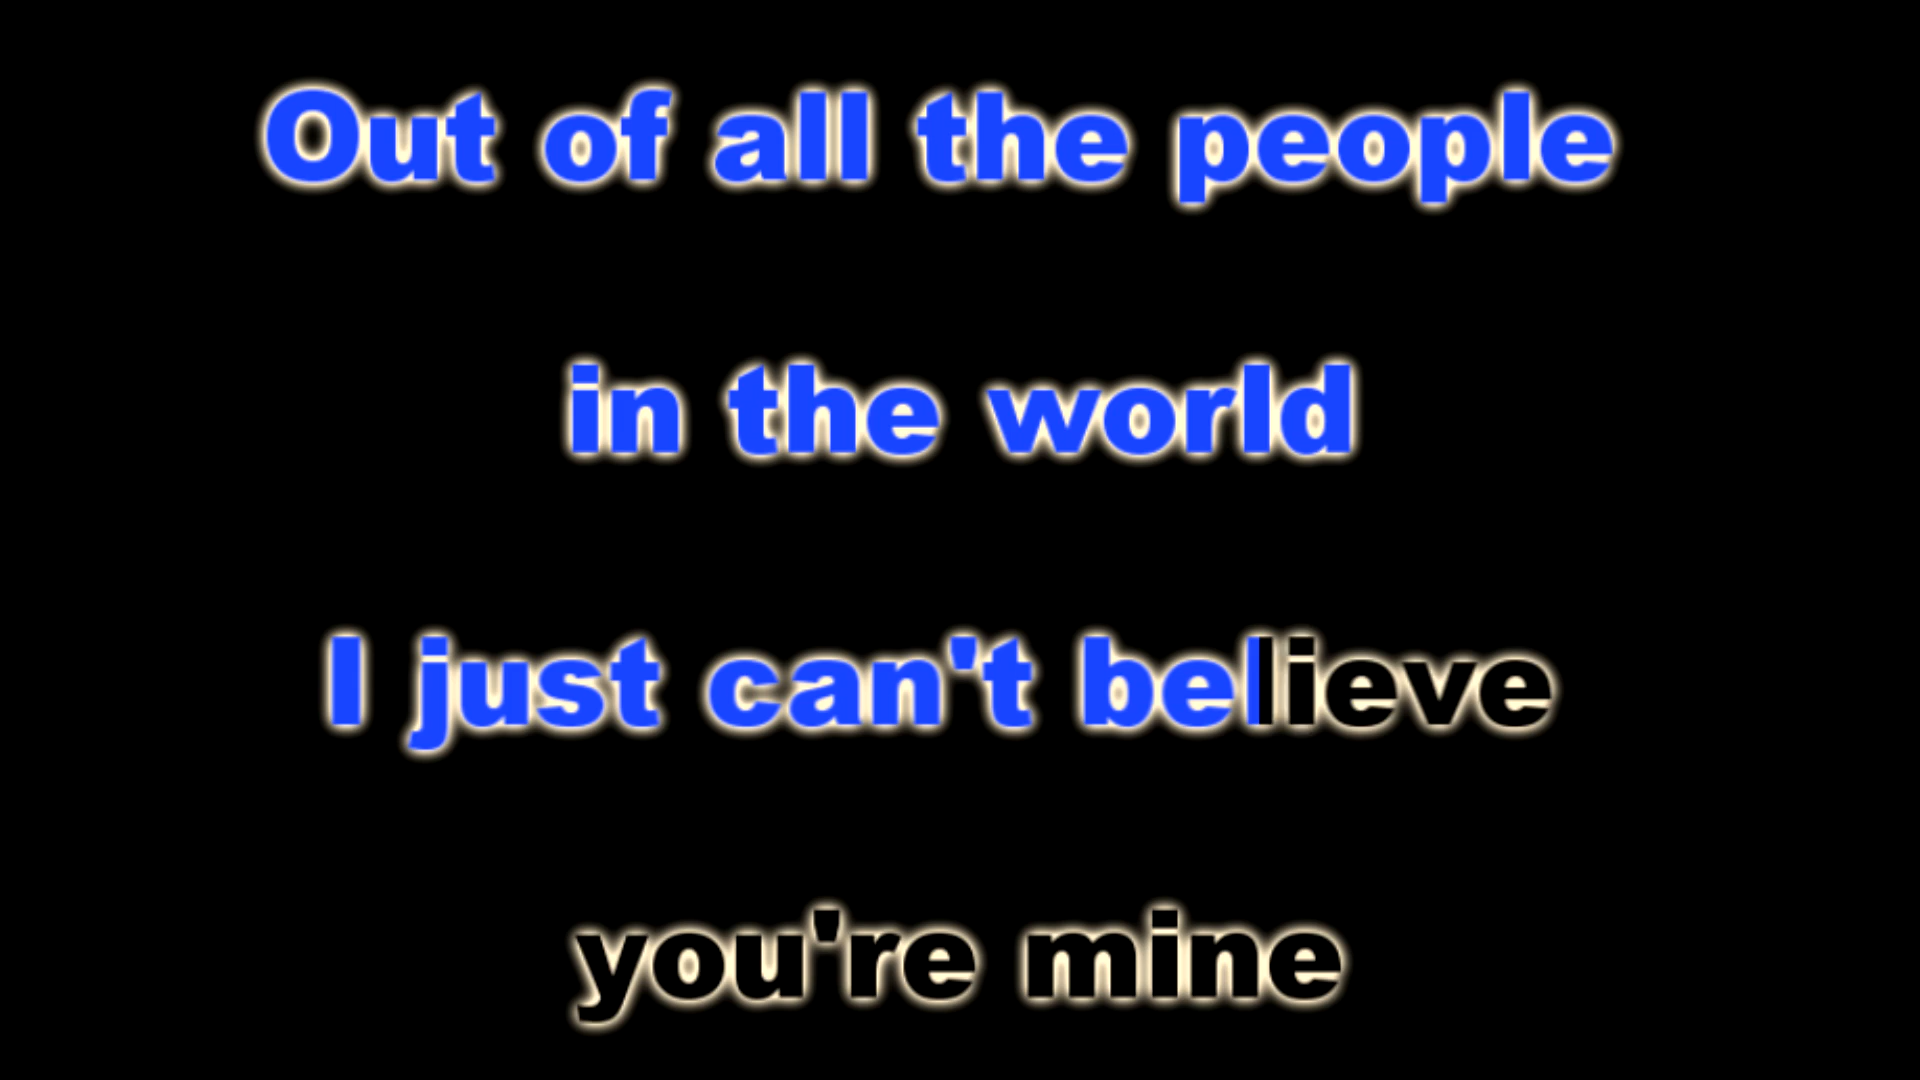 Out of all the people
in the world
I just can't believe
you're mine